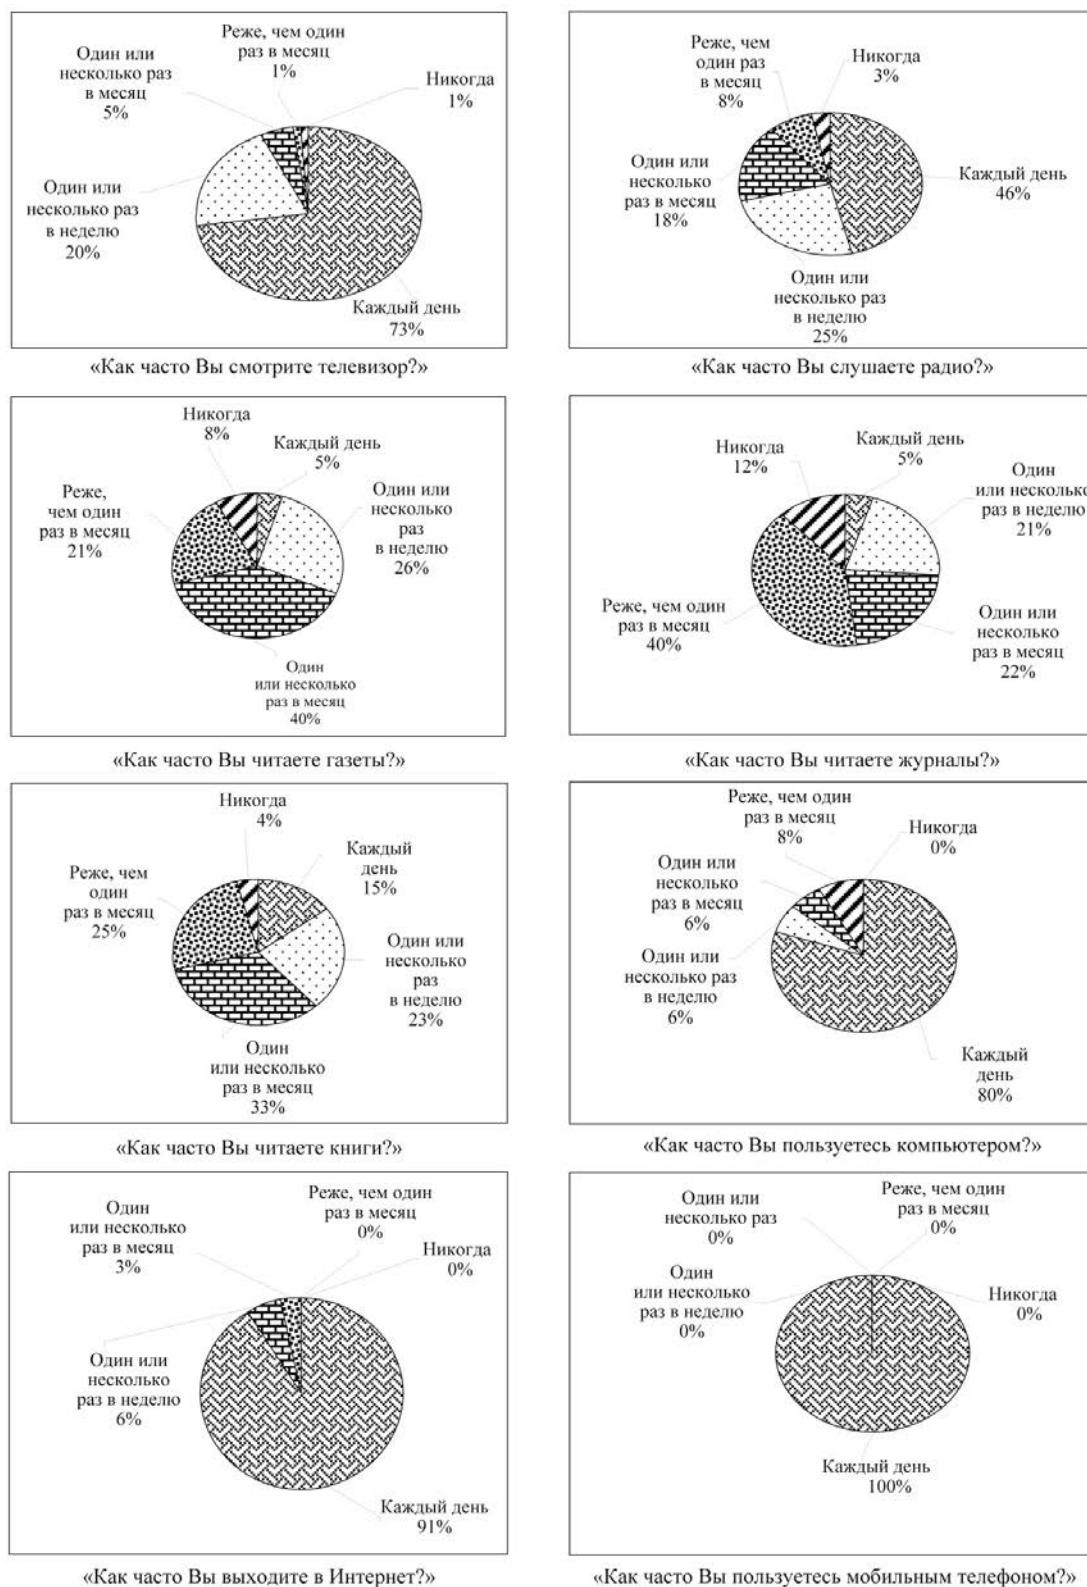 Реже, чем один
раз в месяц
1%
Один или
несколько раз
в месяц
5%
Никогда
1%
Один или
несколько раз
в неделю
20%
Каждый день
73%
«Как часто Вы смотрите телевизор?»
Реже, чем
один раз
в месяц
8%
Никогда
3%
Один или
несколько
раз в месяц
18%
Каждый день
46%
Один или
несколько раз
в неделю
25%
«Как часто Вы слушаете радио?»
Никогда
8%
Каждый день
5%
Реже,
чем один
раз в месяц
21%
Один или
несколько
раз
в неделю
26%
Один
или несколько
раз в месяц
40%
«Как часто Вы читаете газеты?»
Никогда
12%
Каждый день
5%
Один
или несколько
раз в неделю
21%
Реже, чем один
раз в месяц
40%
Один или
несколько
раз в месяц
22%
«Как часто Вы читаете журналы?»
Никогда
4%
Каждый
день
15%
Реже, чем
один
раз в месяц
25%
Один или
несколько
раз
в неделю
23%
Один
или несколько
раз в месяц
33%
«Как часто Вы читаете книги?»
Реже, чем один
раз в месяц
8%
Никогда
0%
Один или
несколько
раз в месяц
6%
Один или
несколько раз
в неделю
6%
Каждый
день
80%
«Как часто Вы пользуетесь компьютером?»
Один
или несколько
раз в месяц
3%
Реже, чем один
раз в месяц
0%
Никогда
0%
Один или
несколько
раз в неделю
6%
Каждый день
91%
«Как часто Вы выходите в Интернет?»
Один или
несколько раз
0%
Реже, чем один
раз в месяц
0%
Один
или несколько
раз в неделю
0%
Никогда
0%
Каждый день
100%
«Как часто Вы пользуетесь мобильным телефоном?»